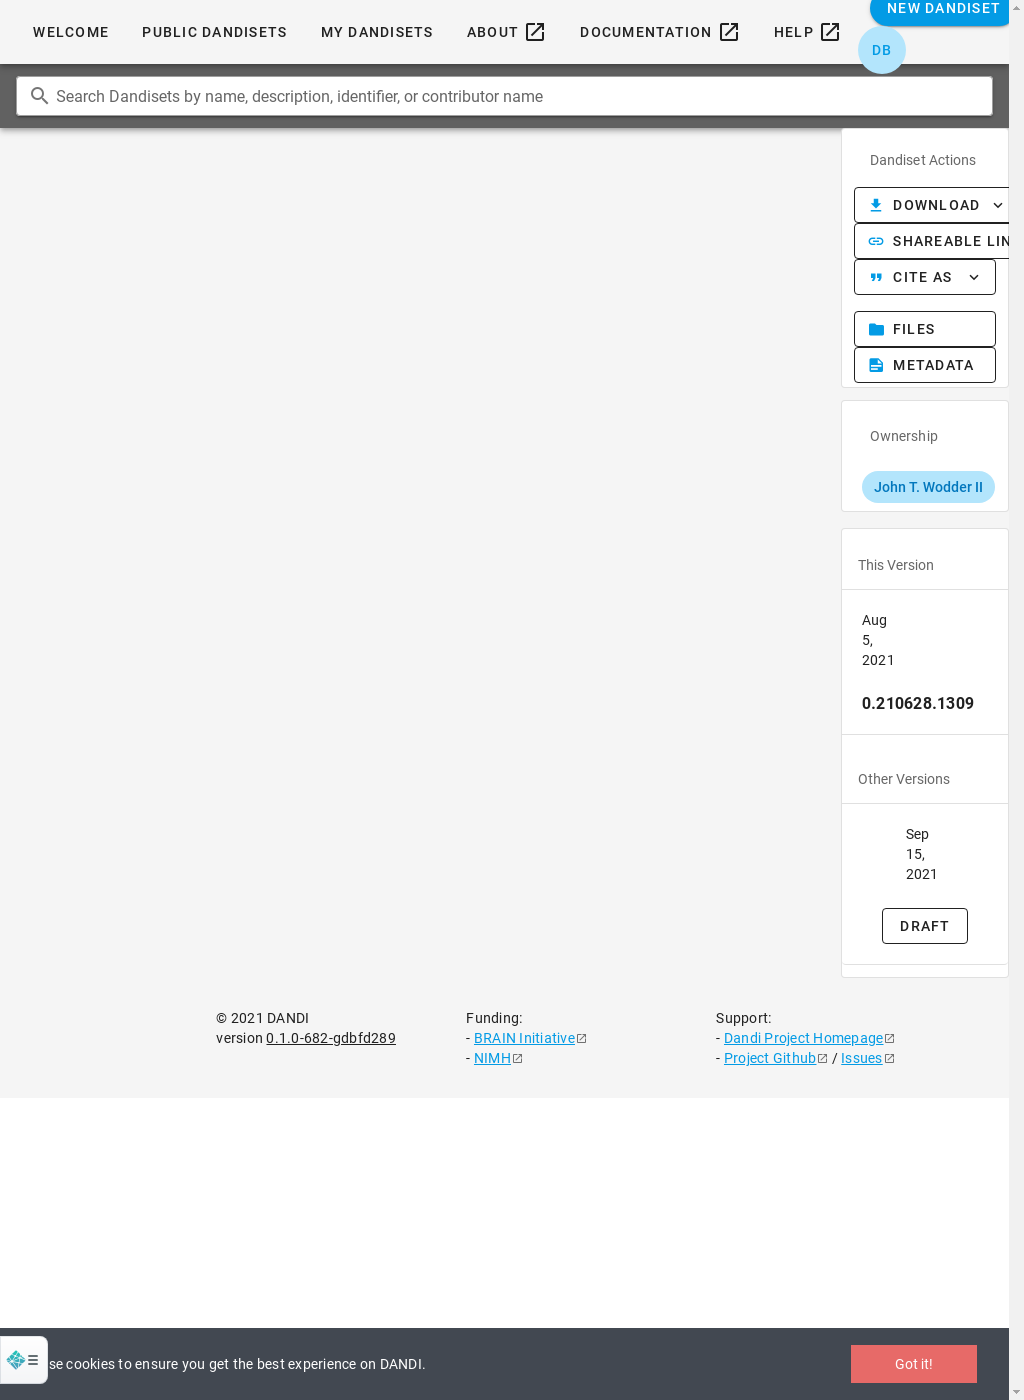 NEW DANDISET
WELCOME PUBLIC DANDISETS MY DANDISETS ABOUT DOCUMENTATION HELP
DB
Search Dandisets by name, description, identifier, or contributor name
Dandiset Actions
DOWNLOAD
SHAREABLE
CITE AS
FILES
METADATA
Ownership
John T. Wodder II
This Version
Aug
5,
2021
0.210628.1309
Other Versions
Sep
15,
2021
DRAFT
© 2021 DANDI
version 0.1.0-682-gdbfd289
Funding:
- BRAIN Initiative
- NIMH
Support:
- Dandi Project Homepage
- Project Github / Issues
cookies to ensure you get the best experience on DANDI.
Got it!